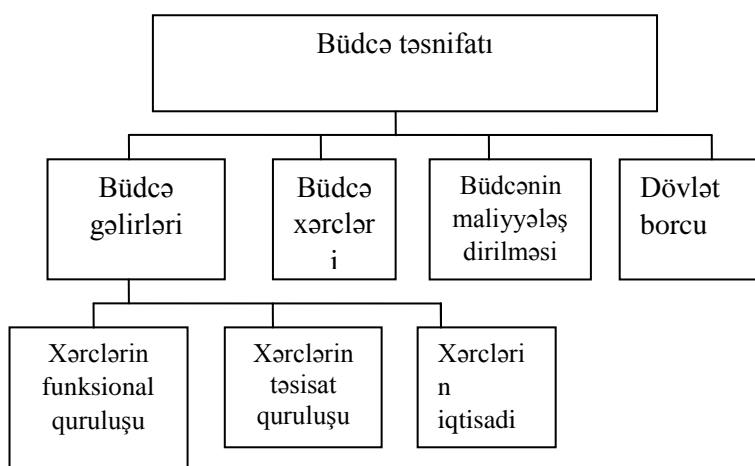 Büdcə təsnifatı
Büdcə
gəlirləri
Büdcə
xərclər
i
Büdcənin
maliyyələş
dirilməsi
Dövlət
borcu
Xərclərin
funksional
quruluşu
Xərclərin
təsisat
quruluşu
Xərcləri
n
iqtisadi